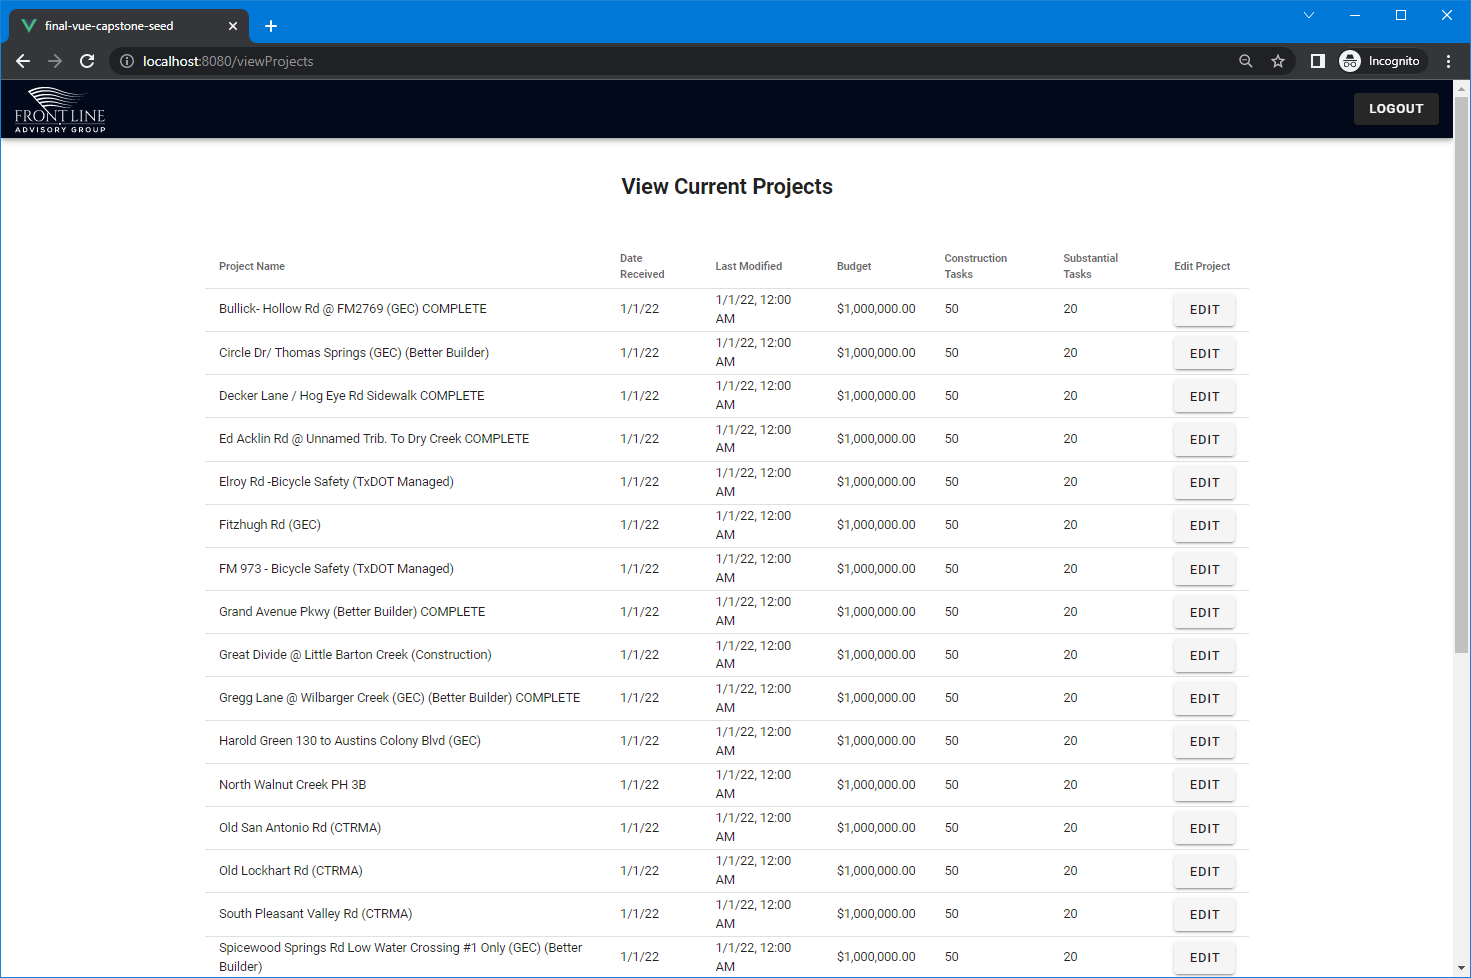 final-vue-capstone-seed
localhost:8080/viewProjects
Incognito
FRONT LINE
ADVISORY GROUP
LOGOUT
View Current Projects
Project Name Date Received Last Modified Budget Construction Tasks Substantial Tasks Edit Project
Bullick- Hollow Rd @ FM2769 (GEC) COMPLETE 1/1/22 1/1/22, 12:00 AM $1,000,000.00 50 20 EDIT
Circle Dr/ Thomas Springs (GEC) (Better Builder) 1/1/22 1/1/22, 12:00 AM $1,000,000.00 50 20 EDIT
Decker Lane / Hog Eye Rd Sidewalk COMPLETE 1/1/22 1/1/22, 12:00 AM $1,000,000.00 50 20 EDIT
Ed Acklin Rd @ Unnamed Trib. To Dry Creek COMPLETE 1/1/22 1/1/22, 12:00 AM $1,000,000.00 50 20 EDIT
Elroy Rd -Bicycle Safety (TxDOT Managed) 1/1/22 1/1/22, 12:00 AM $1,000,000.00 50 20 EDIT
Fitzhugh Rd (GEC) 1/1/22 1/1/22, 12:00 AM $1,000,000.00 50 20 EDIT
FM 973 - Bicycle Safety (TxDOT Managed) 1/1/22 1/1/22, 12:00 AM $1,000,000.00 50 20 EDIT
Grand Avenue Pkwy (Better Builder) COMPLETE 1/1/22 1/1/22, 12:00 AM $1,000,000.00 50 20 EDIT
Great Divide @ Little Barton Creek (Construction) 1/1/22 1/1/22, 12:00 AM $1,000,000.00 50 20 EDIT
Gregg Lane @ Wilbarger Creek (GEC) (Better Builder) COMPLETE 1/1/22 1/1/22, 12:00 AM $1,000,000.00 50 20 EDIT
Harold Green 130 to Austins Colony Blvd (GEC) 1/1/22 1/1/22, 12:00 AM $1,000,000.00 50 20 EDIT
North Walnut Creek PH 3B 1/1/22 1/1/22, 12:00 AM $1,000,000.00 50 20 EDIT
Old San Antonio Rd (CTRMA) 1/1/22 1/1/22, 12:00 AM $1,000,000.00 50 20 EDIT
Old Lockhart Rd (CTRMA) 1/1/22 1/1/22, 12:00 AM $1,000,000.00 50 20 EDIT
South Pleasant Valley Rd (CTRMA) 1/1/22 1/1/22, 12:00 AM $1,000,000.00 50 20 EDIT
Spicewood Springs Rd Low Water Crossing #1 Only (GEC) (Better Builder) 1/1/22 1/1/22, 12:00 AM $1,000,000.00 50 20 EDIT